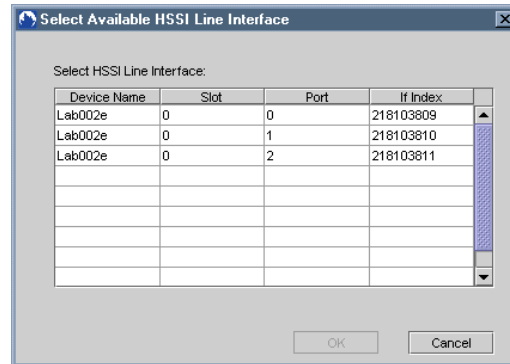 Select Available HSSI Line Interface
Select HSSI Line Interface:
Device Name Slot Port If Index
Lab002e 0 0 218103809
Lab002e 0 1 218103810
Lab002e 0 2 218103811
OK Cancel